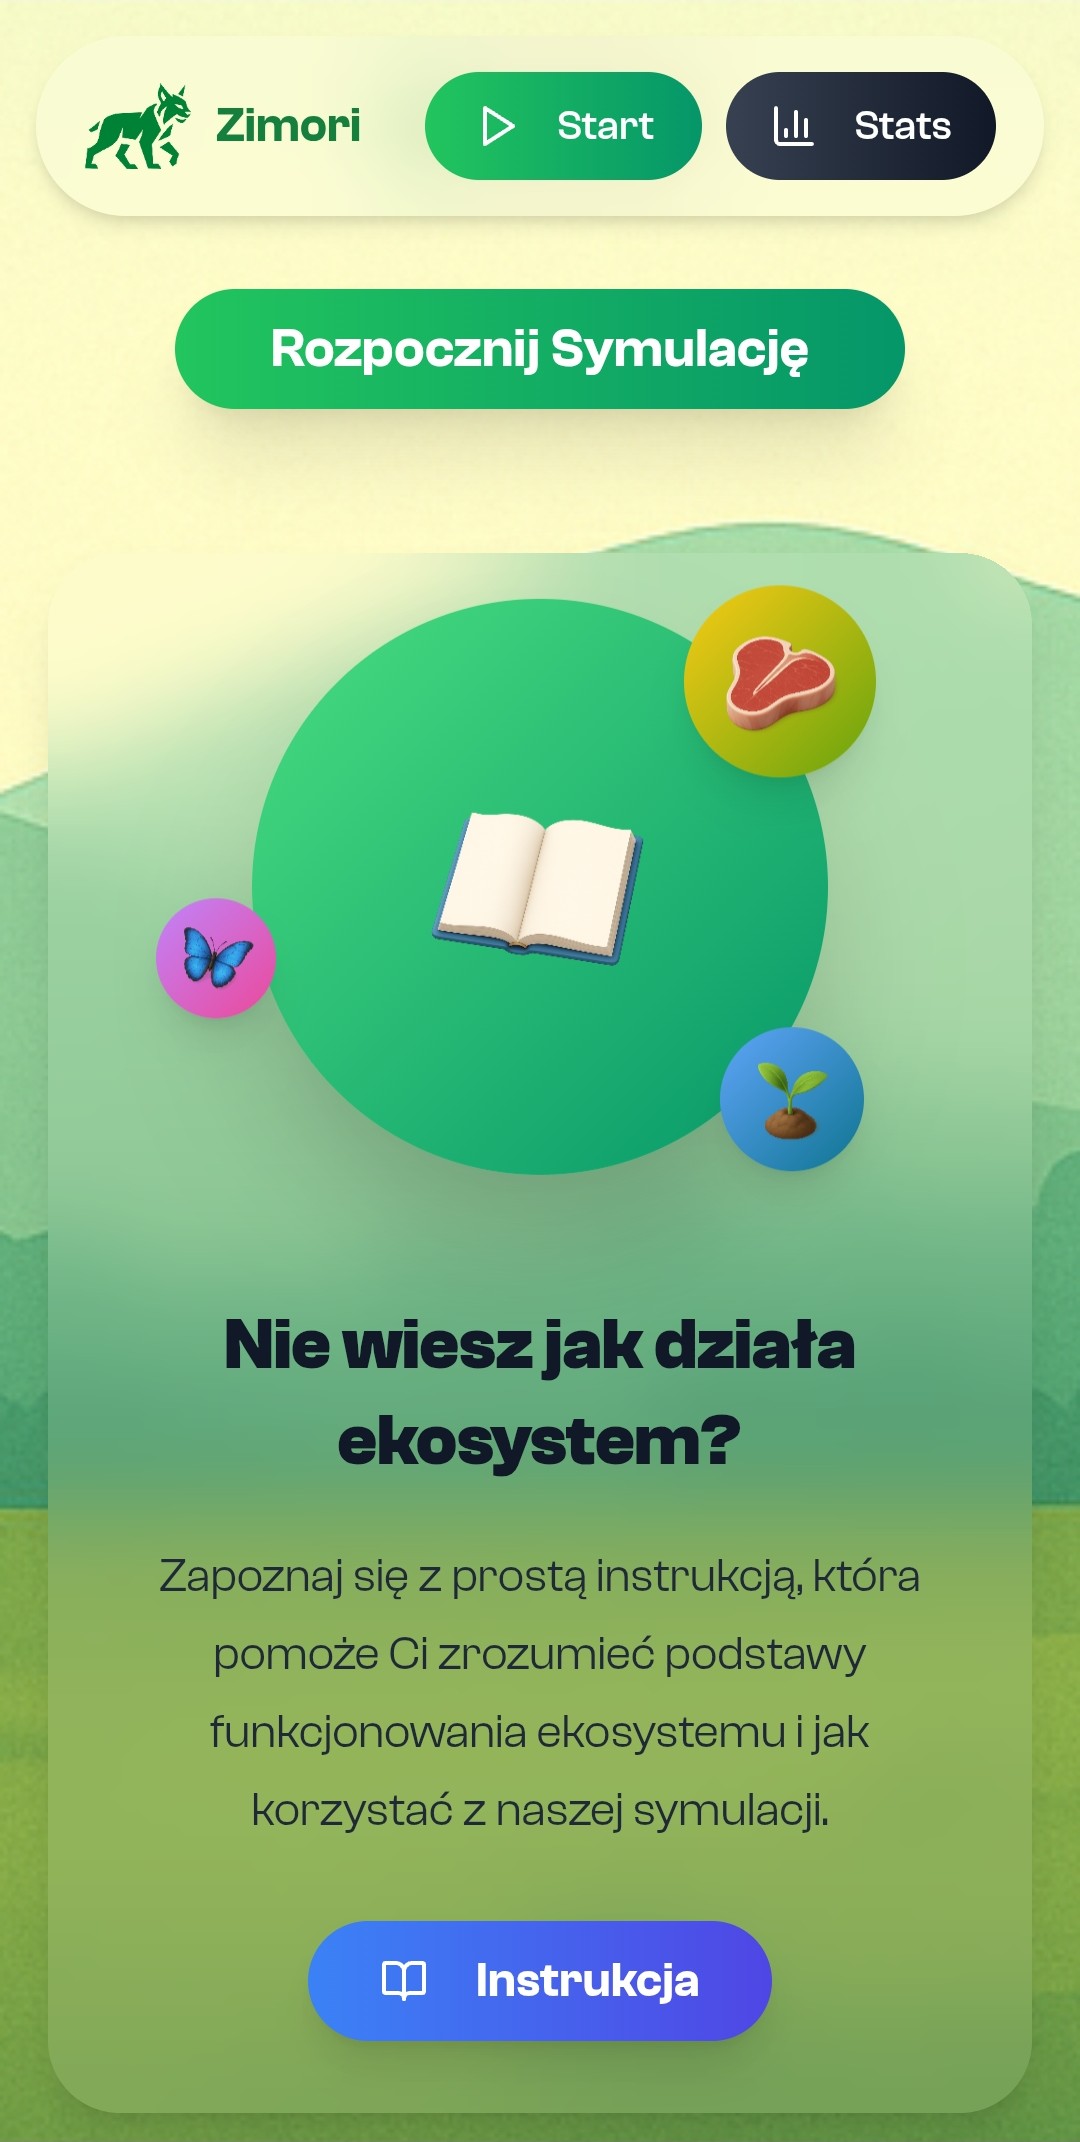 Zimori
Start
Stats
Rozpocznij Symulację
Nie wiesz jak działa
ekosystem?
Zapoznaj się z prostą instrukcją, która
pomoże Ci zrozumieć podstawy
funkcjonowania ekosystemu i jak
korzystać z naszej symulacji.
Instrukcja